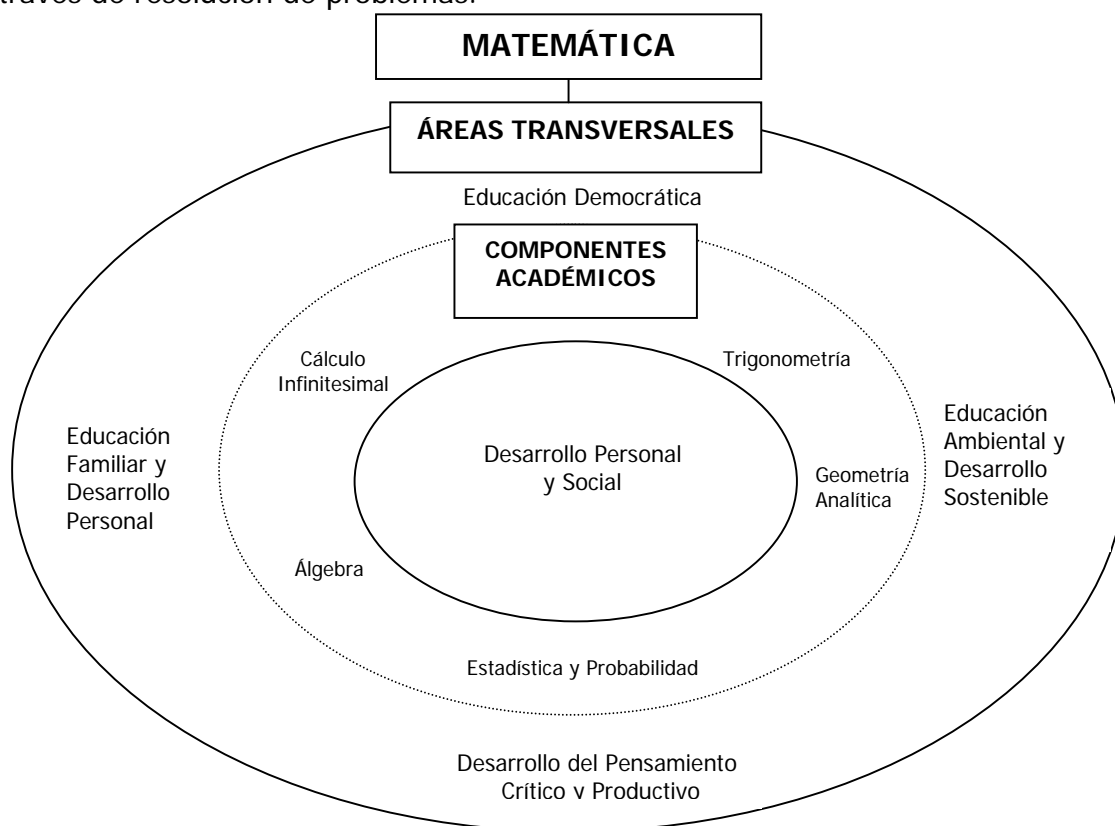 través de resolución de problemas.
MATEMÁTICA
ÁREAS TRANSVERSALES
Educación Democrática
COMPONENTES
ACADÉMICOS
Cálculo
Infinitesimal
Trigonometría
Educación
Familiar y
Desarrollo
Personal
Desarrollo Personal
y Social
Geometría
Analítica
Educación
Ambiental y
Desarrollo
Sostenible
Álgebra
Estadística y Probabilidad
Desarrollo del Pensamiento
Crítico y Productivo